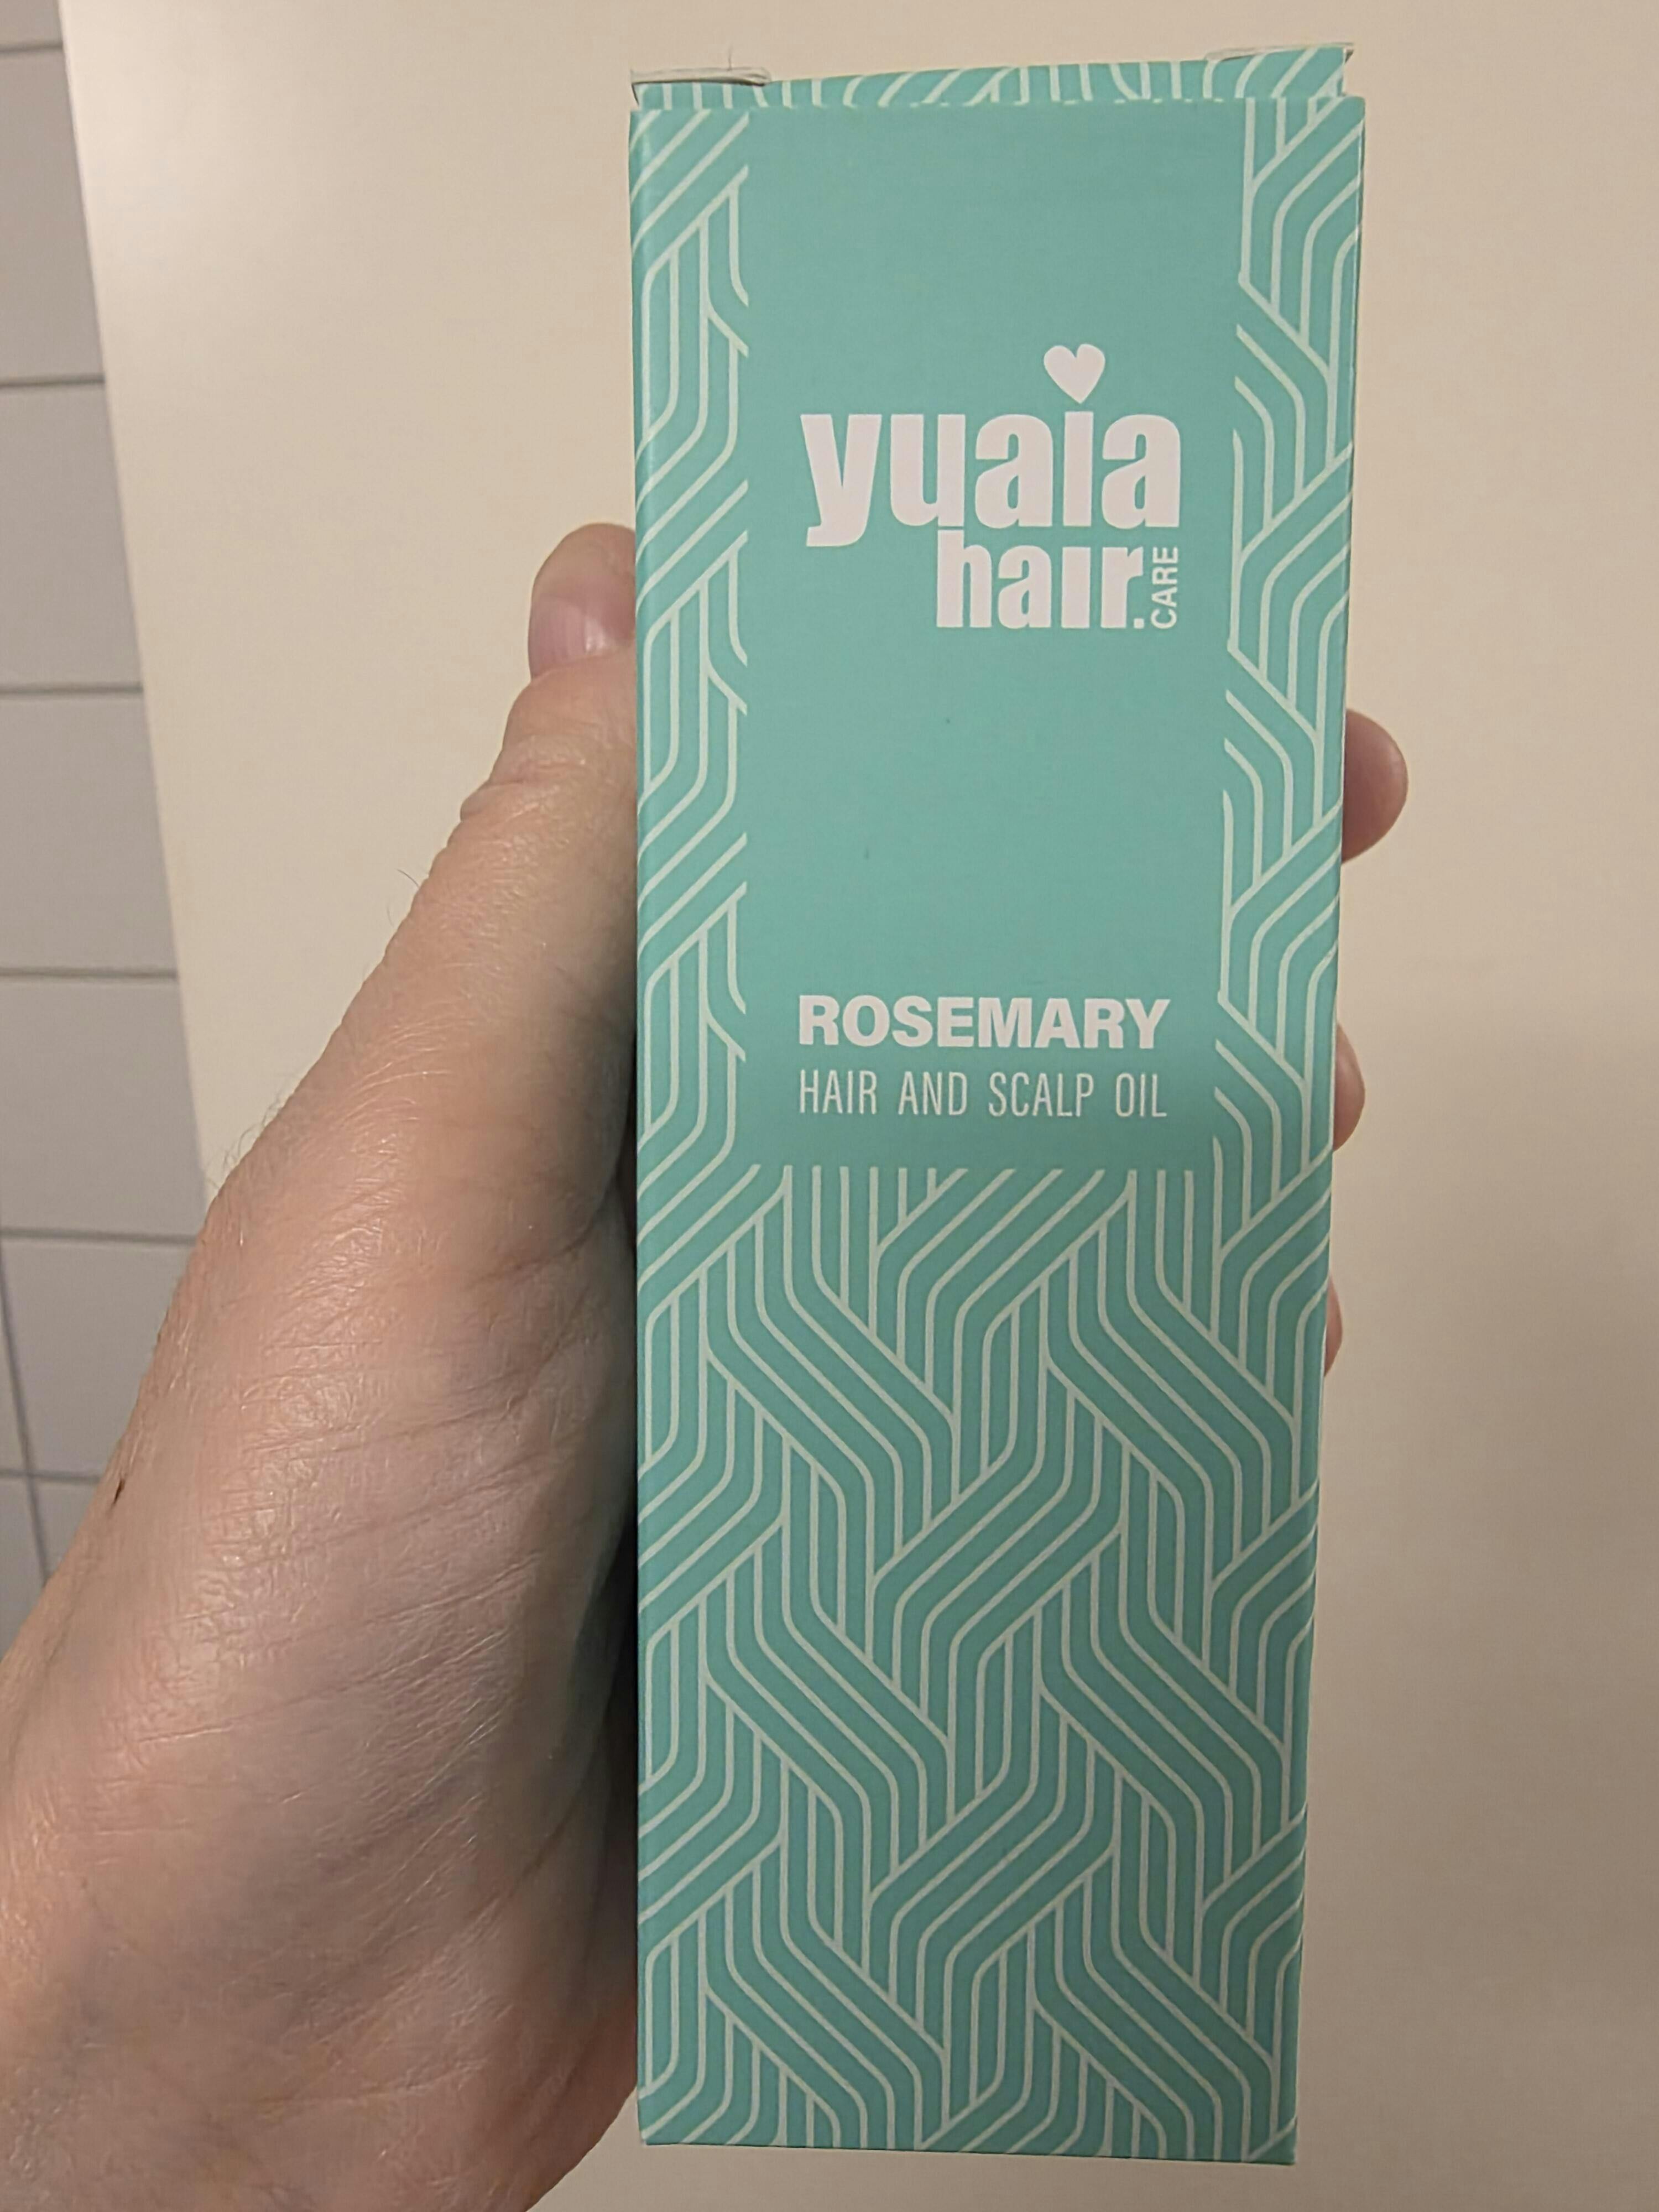 yuaia
hair.CARE
ROSEMARY
HAIR AND SCALP OIL